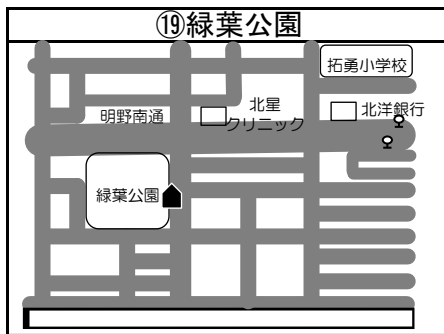 ⑲緑葉公園
拓勇小学校
北星
クリニック
北洋銀行
明野南通
緑葉公園